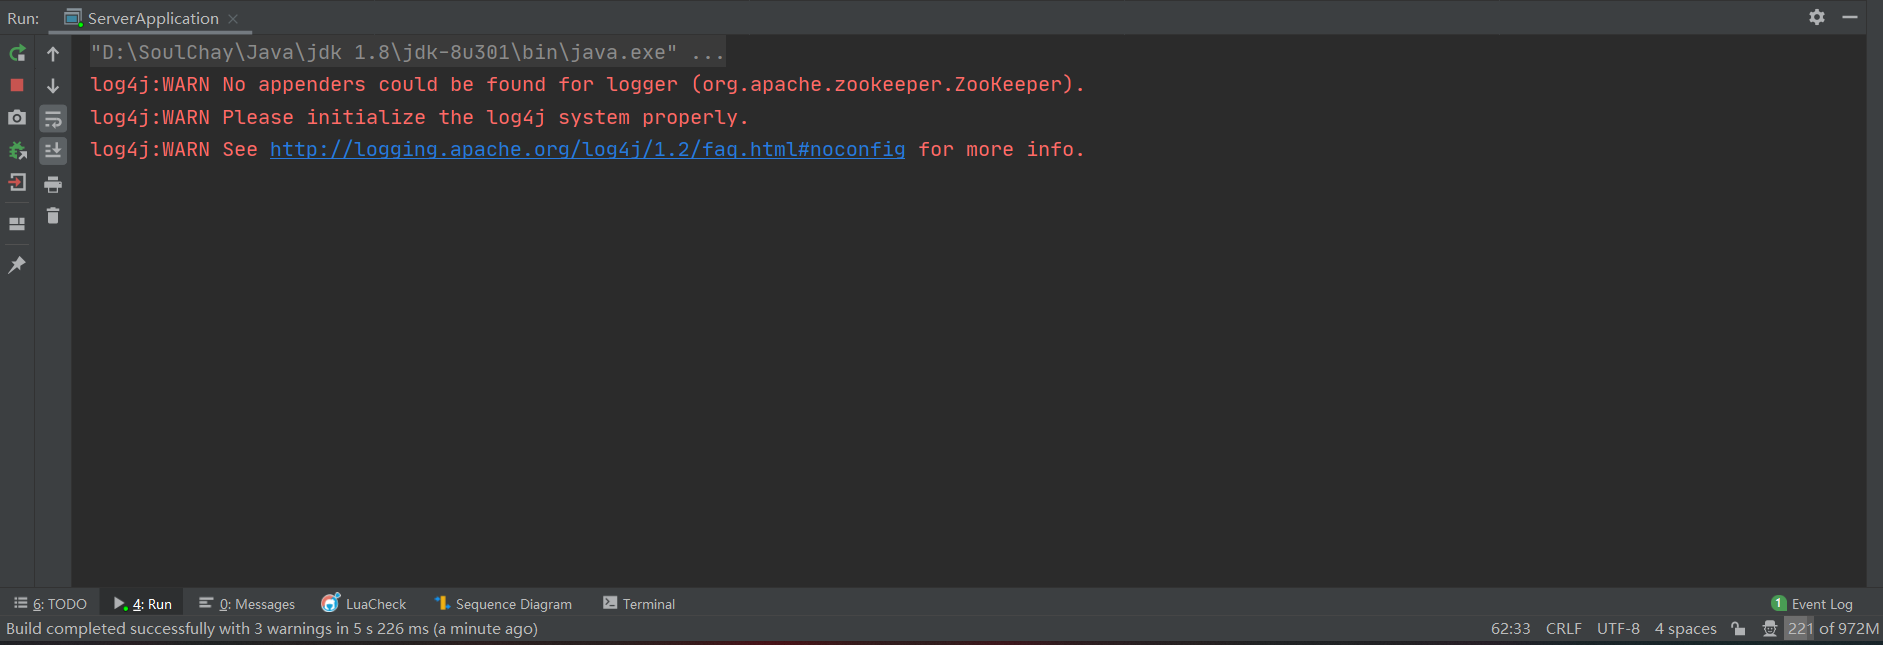 Run: ServerApplication
"D:\SoulChay\Java\jdk 1.8\jdk-8u301\bin\java.exe" ...
log4j:WARN No appenders could be found for logger (org.apache.zookeeper.ZooKeeper).
log4j:WARN Please initialize the log4j system properly.
log4j:WARN See http://logging.apache.org/log4j/1.2/faq.html#noconfig for more info.
6: TODO 4: Run 0: Messages LuaCheck Sequence Diagram Terminal 1 Event Log
Build completed successfully with 3 warnings in 5 s 226 ms (a minute ago) 62:33 CRLF UTF-8 4 spaces 221 of 972M